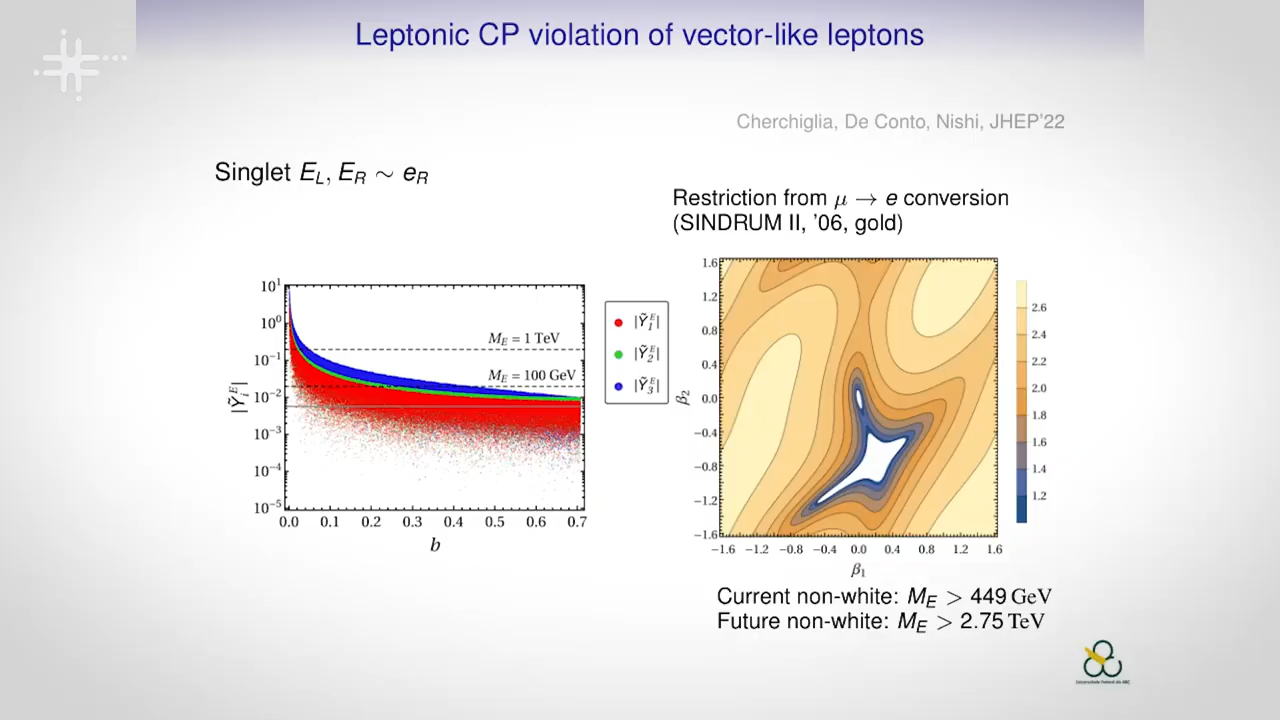 Leptonic CP violation of vector-like leptons
Cherchiglia, De Conto, Nishi, JHEP'22
Singlet E_L, E_R ∼ e_R
Restriction from μ → e conversion
(SINDRUM II, '06, gold)
|Ỹ_i^E|
10^1
10^0
10^−1
10^−2
10^−3
10^−4
10^−5
M_E = 1 TeV
M_E = 100 GeV
0.0 0.1 0.2 0.3 0.4 0.5 0.6 0.7
b
|Ỹ_1^E|
|Ỹ_2^E|
|Ỹ_3^E|
β_2
1.6
1.2
0.8
0.4
0.0
−0.4
−0.8
−1.2
−1.6
−1.6 −1.2 −0.8 −0.4 0.0 0.4 0.8 1.2 1.6
β_1
2.6
2.4
2.2
2.0
1.8
1.6
1.4
1.2
Current non-white: M_E > 449 GeV
Future non-white: M_E > 2.75 TeV
Universidade Federal do ABC